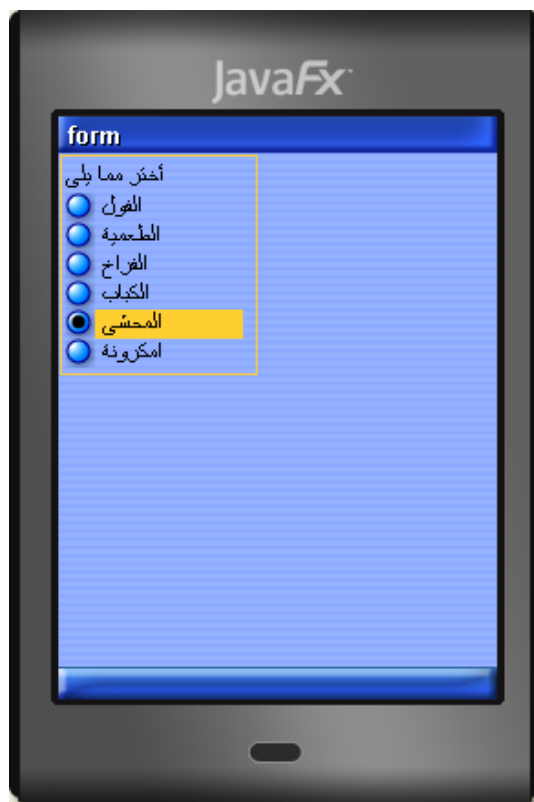 JavaFx
form
أختر مما يلى
الفول
الطعمية
الفراخ
الكباب
المحشى
امكرونة